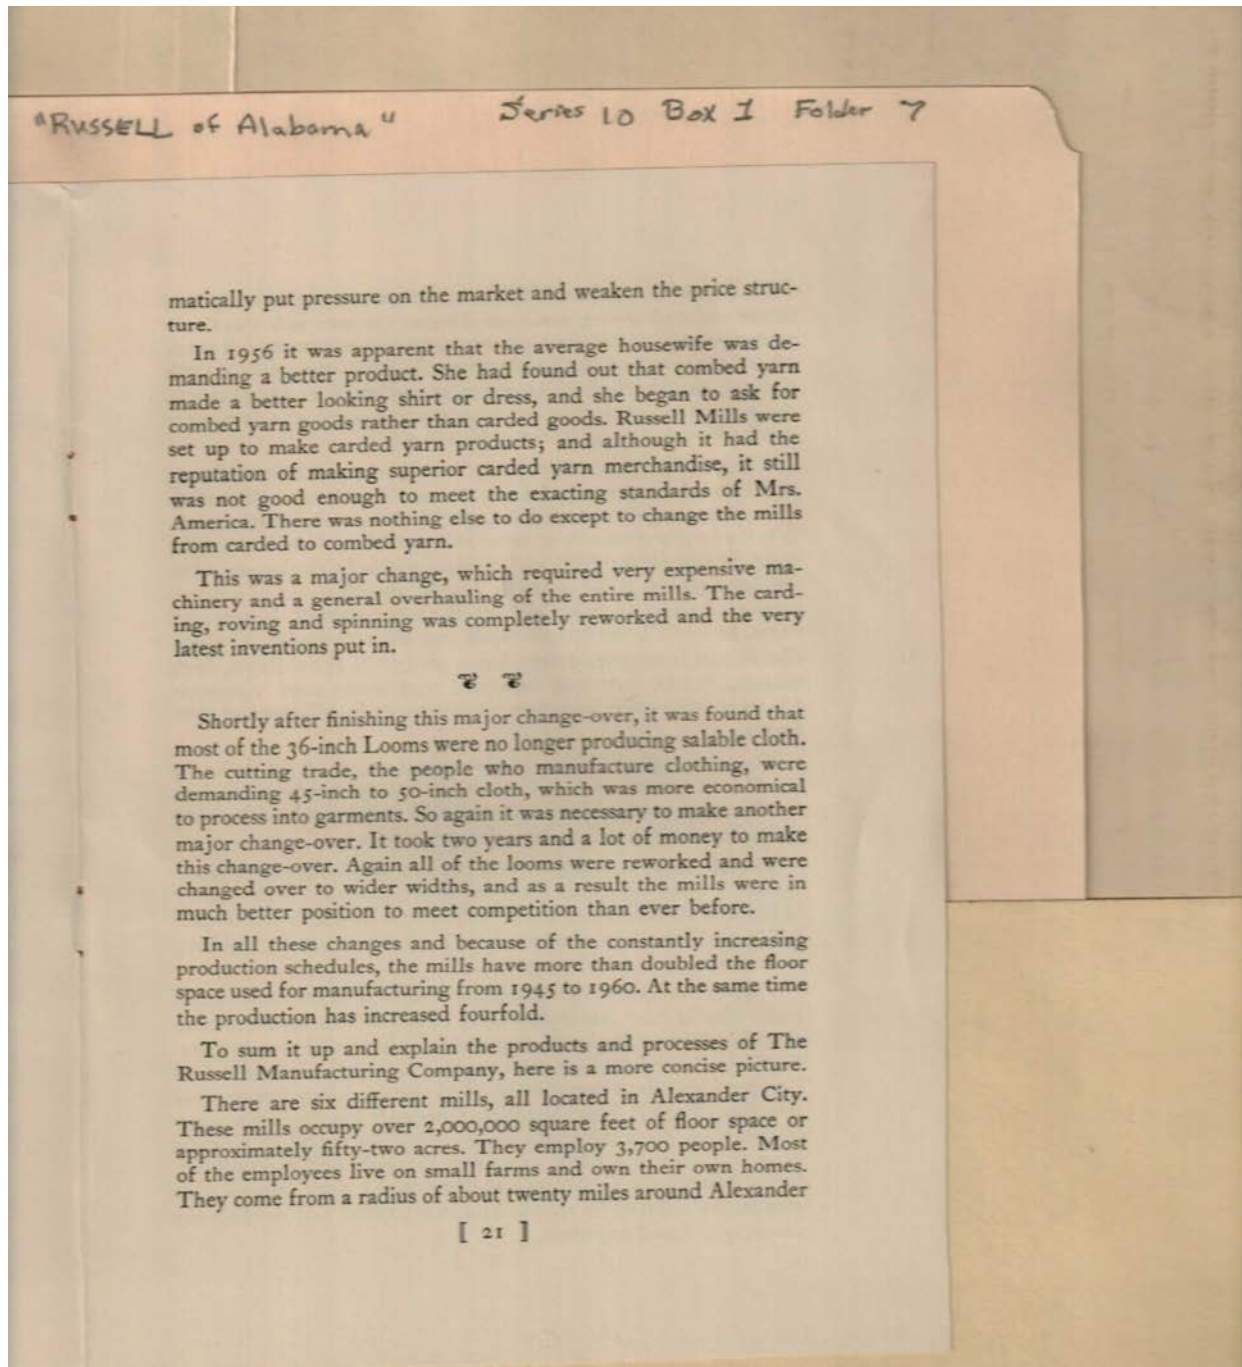 "RUSSELL of Alabama" Series 10 Box 1 Folder 7
matically put pressure on the market and weaken the price struc-
ture.
In 1956 it was apparent that the average housewife was de-
manding a better product. She had found out that combed yarn
made a better looking shirt or dress, and she began to ask for
combed yarn goods rather than carded goods. Russell Mills were
set up to make carded yarn products; and although it had the
reputation of making superior carded yarn merchandise, it still
was not good enough to meet the exacting standards of Mrs.
America. There was nothing else to do except to change the mills
from carded to combed yarn.
This was a major change, which required very expensive ma-
chinery and a general overhauling of the entire mills. The card-
ing, roving and spinning was completely reworked and the very
latest inventions put in.
Shortly after finishing this major change-over, it was found that
most of the 36-inch Looms were no longer producing salable cloth.
The cutting trade, the people who manufacture clothing, were
demanding 45-inch to 50-inch cloth, which was more economical
to process into garments. So again it was necessary to make another
major change-over. It took two years and a lot of money to make
this change-over. Again all of the looms were reworked and were
changed over to wider widths, and as a result the mills were in
much better position to meet competition than ever before.
In all these changes and because of the constantly increasing
production schedules, the mills have more than doubled the floor
space used for manufacturing from 1945 to 1960. At the same time
the production has increased fourfold.
To sum it up and explain the products and processes of The
Russell Manufacturing Company, here is a more concise picture.
There are six different mills, all located in Alexander City.
These mills occupy over 2,000,000 square feet of floor space or
approximately fifty-two acres. They employ 3,700 people. Most
of the employees live on small farms and own their own homes.
They come from a radius of about twenty miles around Alexander
[ 21 ]